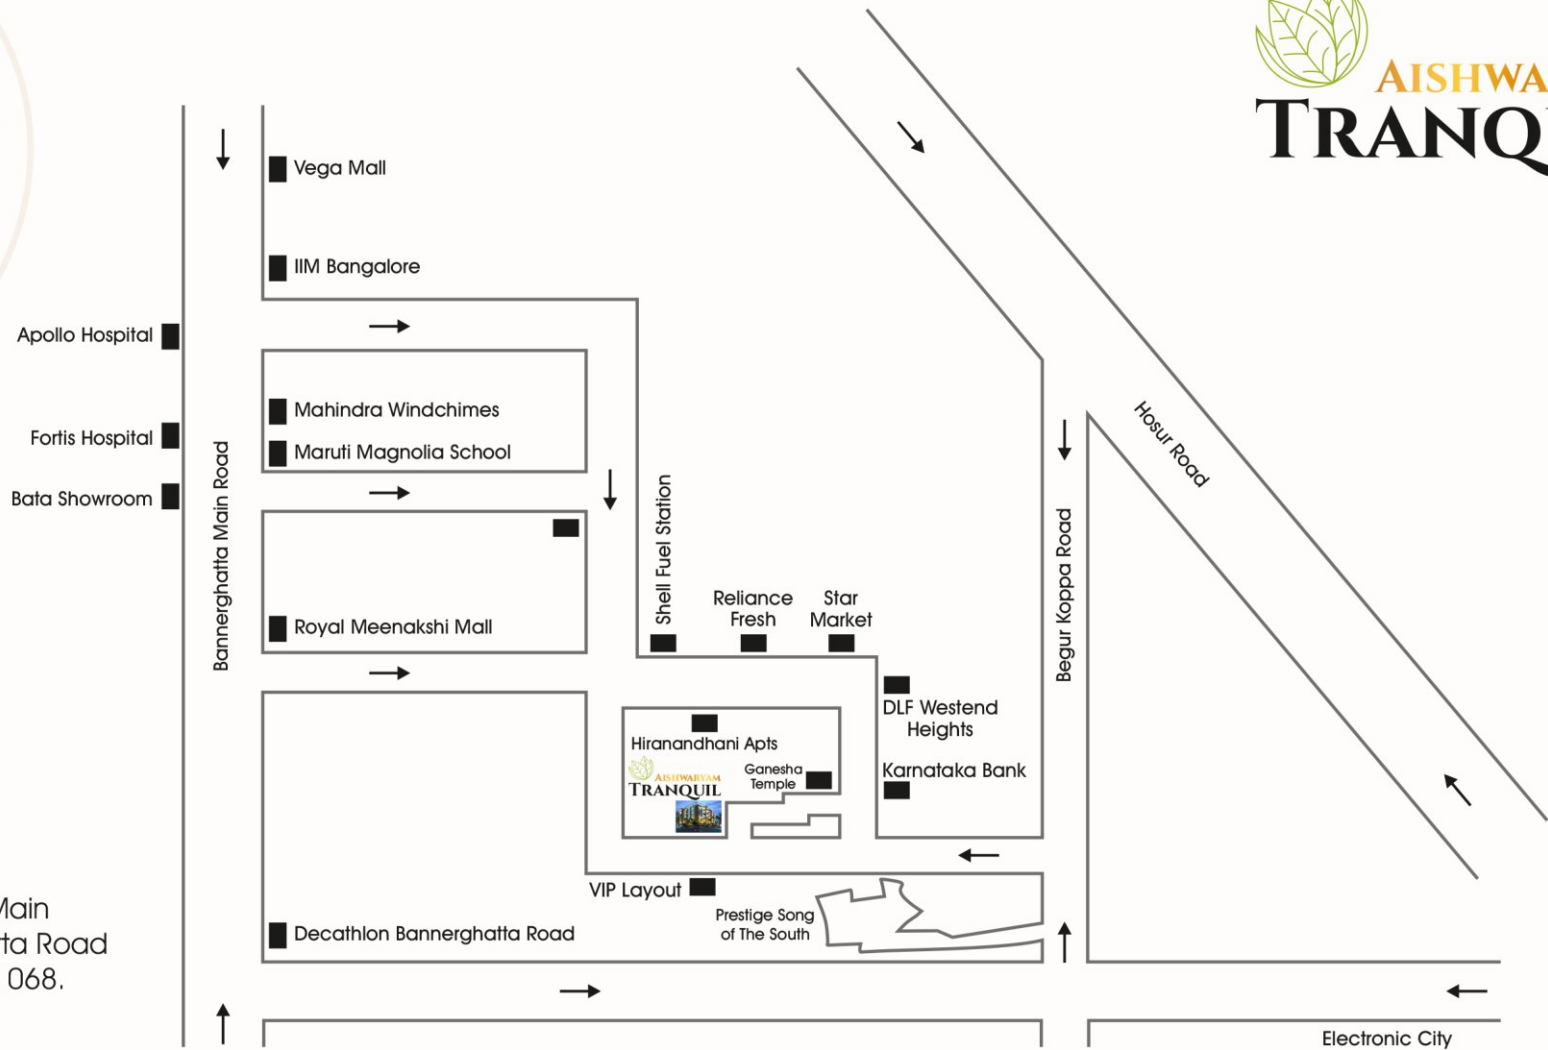 AISHWA
TRANQ
Vega Mall
IIM Bangalore
Apollo Hospital
Mahindra Windchimes
Fortis Hospital
Maruti Magnolia School
Bata Showroom
Bannerghatta Main Road
Hosur Road
Shell Fuel Station
Reliance
Fresh
Star
Market
Begur Koppa Road
Royal Meenakshi Mall
DLF Westend
Heights
Hiranandhani Apts
Ganesha
Temple
AISHWARYAM
TRANQUIL
Karnataka Bank
VIP Layout
Prestige Song
of The South
Decathlon Bannerghatta Road
Main
tta Road
068.
Electronic City